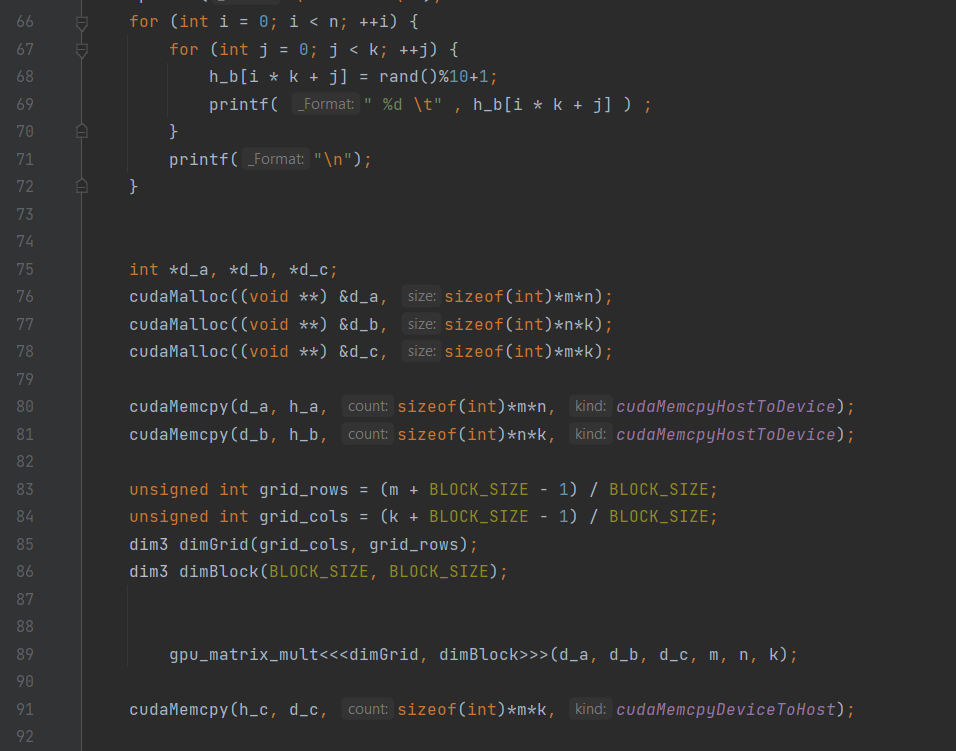 66 for (int i = 0; i < n; ++i) {
67 for (int j = 0; j < k; ++j) {
68 h_b[i * k + j] = rand()%10+1;
69 printf( _Format: " %d \t" , h_b[i * k + j] ) ;
70 }
71 printf( _Format: "\n");
72 }
73
74
75 int *d_a, *d_b, *d_c;
76 cudaMalloc((void **) &d_a, size: sizeof(int)*m*n);
77 cudaMalloc((void **) &d_b, size: sizeof(int)*n*k);
78 cudaMalloc((void **) &d_c, size: sizeof(int)*m*k);
79
80 cudaMemcpy(d_a, h_a, count: sizeof(int)*m*n, kind: cudaMemcpyHostToDevice);
81 cudaMemcpy(d_b, h_b, count: sizeof(int)*n*k, kind: cudaMemcpyHostToDevice);
82
83 unsigned int grid_rows = (m + BLOCK_SIZE - 1) / BLOCK_SIZE;
84 unsigned int grid_cols = (k + BLOCK_SIZE - 1) / BLOCK_SIZE;
85 dim3 dimGrid(grid_cols, grid_rows);
86 dim3 dimBlock(BLOCK_SIZE, BLOCK_SIZE);
87
88
89 gpu_matrix_mult<<<dimGrid, dimBlock>>>(d_a, d_b, d_c, m, n, k);
90
91 cudaMemcpy(h_c, d_c, count: sizeof(int)*m*k, kind: cudaMemcpyDeviceToHost);
92